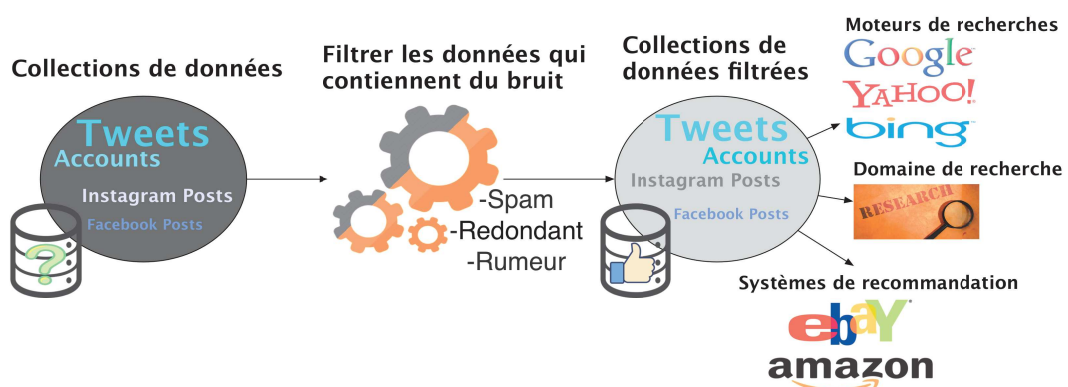 Collections de données
Tweets
Accounts
Instagram Posts
Facebook Posts
?
Filtrer les données qui
contiennent du bruit
-Spam
-Redondant
-Rumeur
Collections de
données filtrées
Tweets
Accounts
Instagram Posts
Facebook Posts
Moteurs de recherches
Google
YAHOO!
bing
Domaine de recherche
RESEARCH
Systèmes de recommandation
ebay
amazon